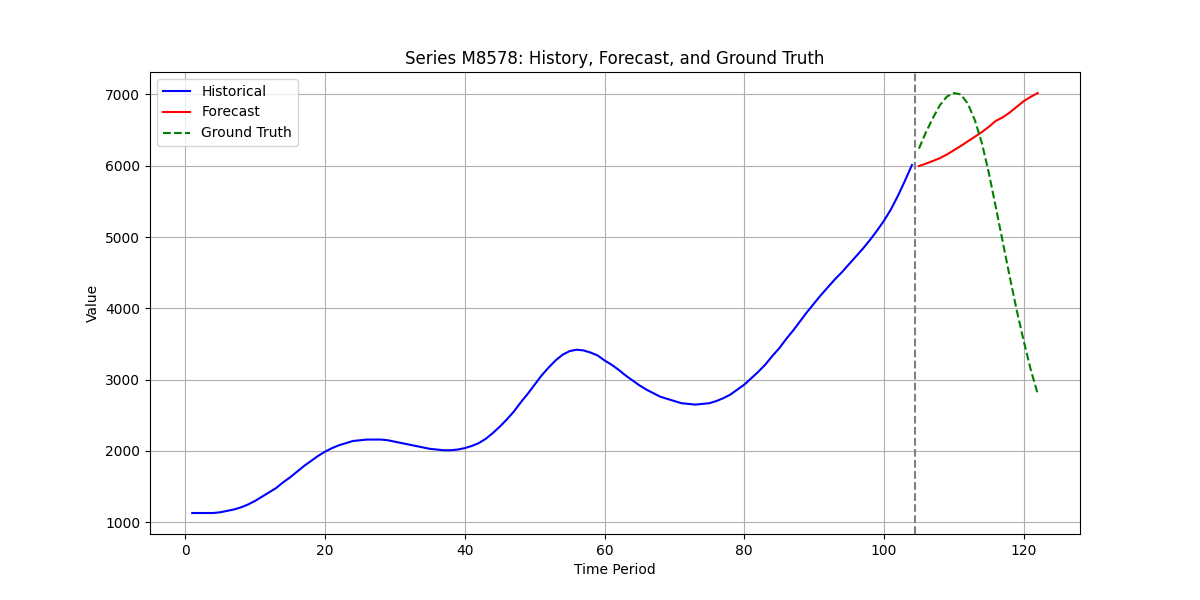 Series M8578: History, Forecast, and Ground Truth
Historical
Forecast
Ground Truth
7000
6000
5000
4000
3000
2000
1000
Value
0 20 40 60 80 100 120
Time Period